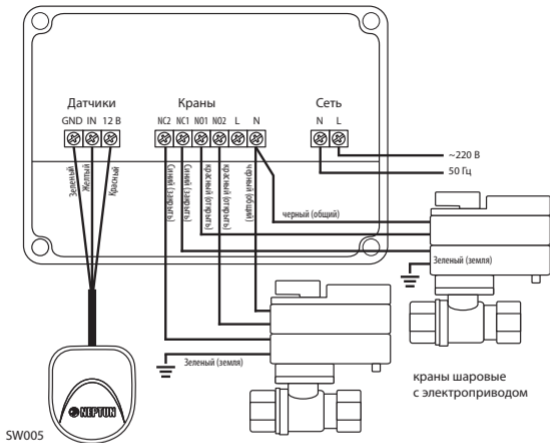 Датчики Краны Сеть
GND IN 12 В NC2 NC1 NO1 NO2 L N N L
~220 В
50 Гц
Зеленый
Желтый
Красный
Синий (закрыть)
Синий (закрыть)
красный (открыть)
красный (открыть)
черный (общий)
черный (общий)
Зеленый (земля)
Зеленый (земля)
краны шаровые
с электроприводом
NEPTUN
SW005